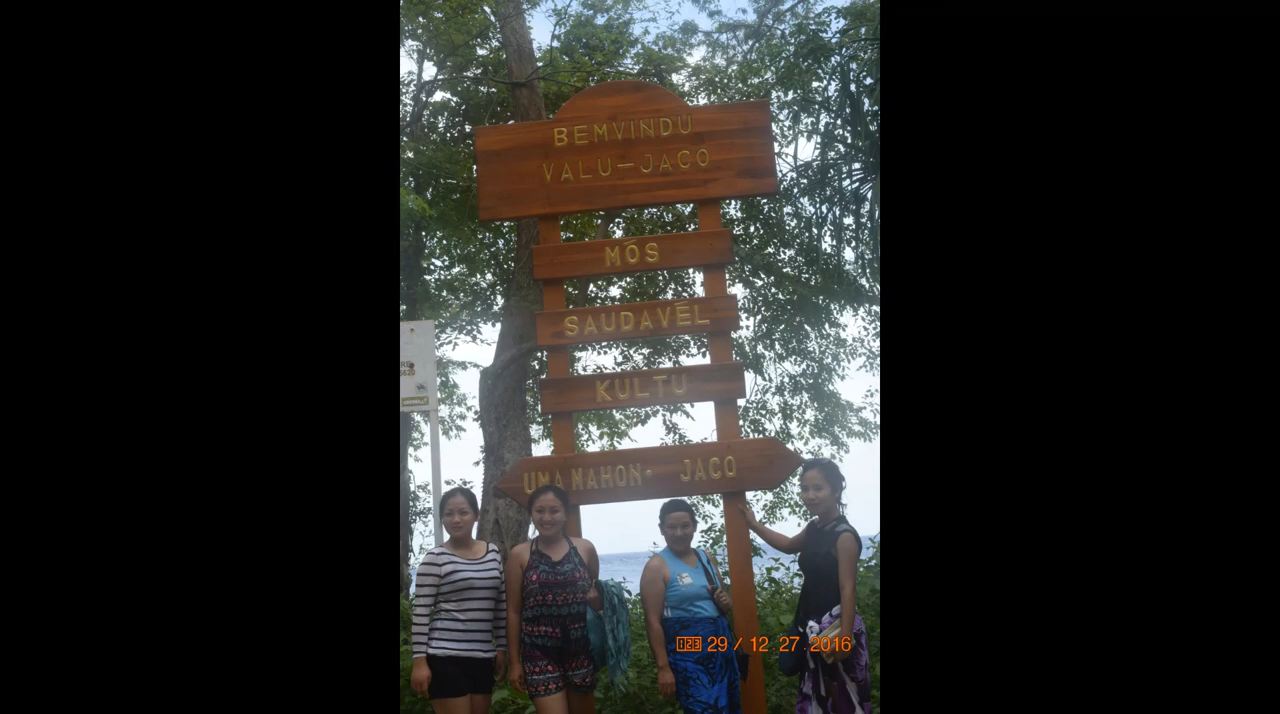 BEMVINDU
VALU-JACO
MÓS
SAUDAVÉL
KULTU
UMA MAHON- JACO
29 / 12 27 2016